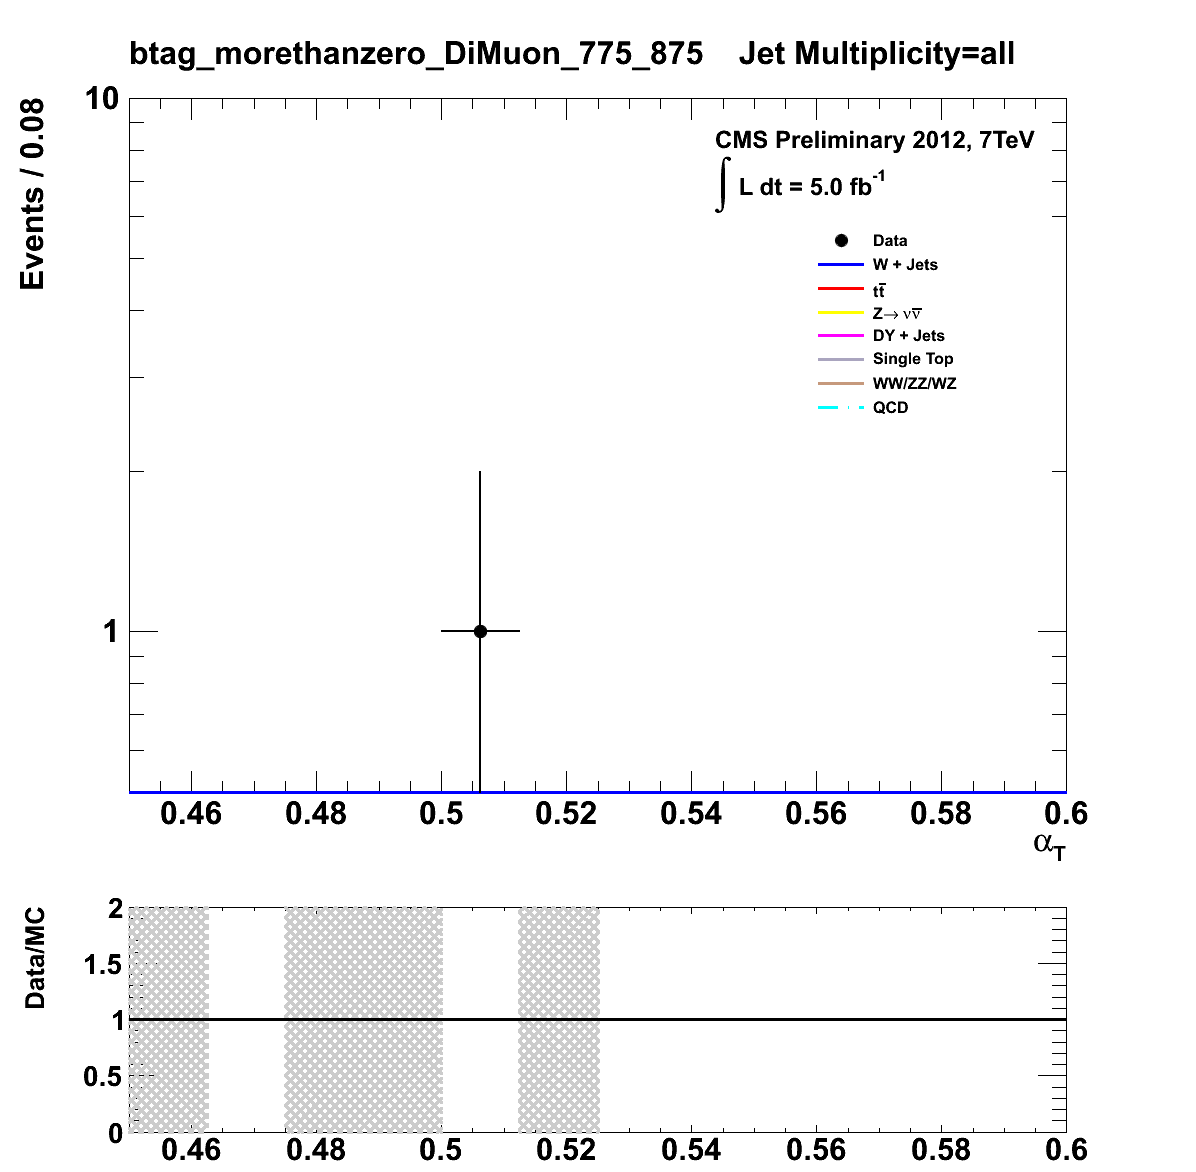 btag_morethanzero_DiMuon_775_875 Jet Multiplicity=all
Events / 0.08
10
1
CMS Preliminary 2012, 7TeV
∫ L dt = 5.0 fb⁻¹
Data
W + Jets
tt̅
Z→ νν̅
DY + Jets
Single Top
WW/ZZ/WZ
QCD
0.46 0.48 0.5 0.52 0.54 0.56 0.58 0.6
α_T
Data/MC
2
1.5
1
0.5
0
0.46 0.48 0.5 0.52 0.54 0.56 0.58 0.6